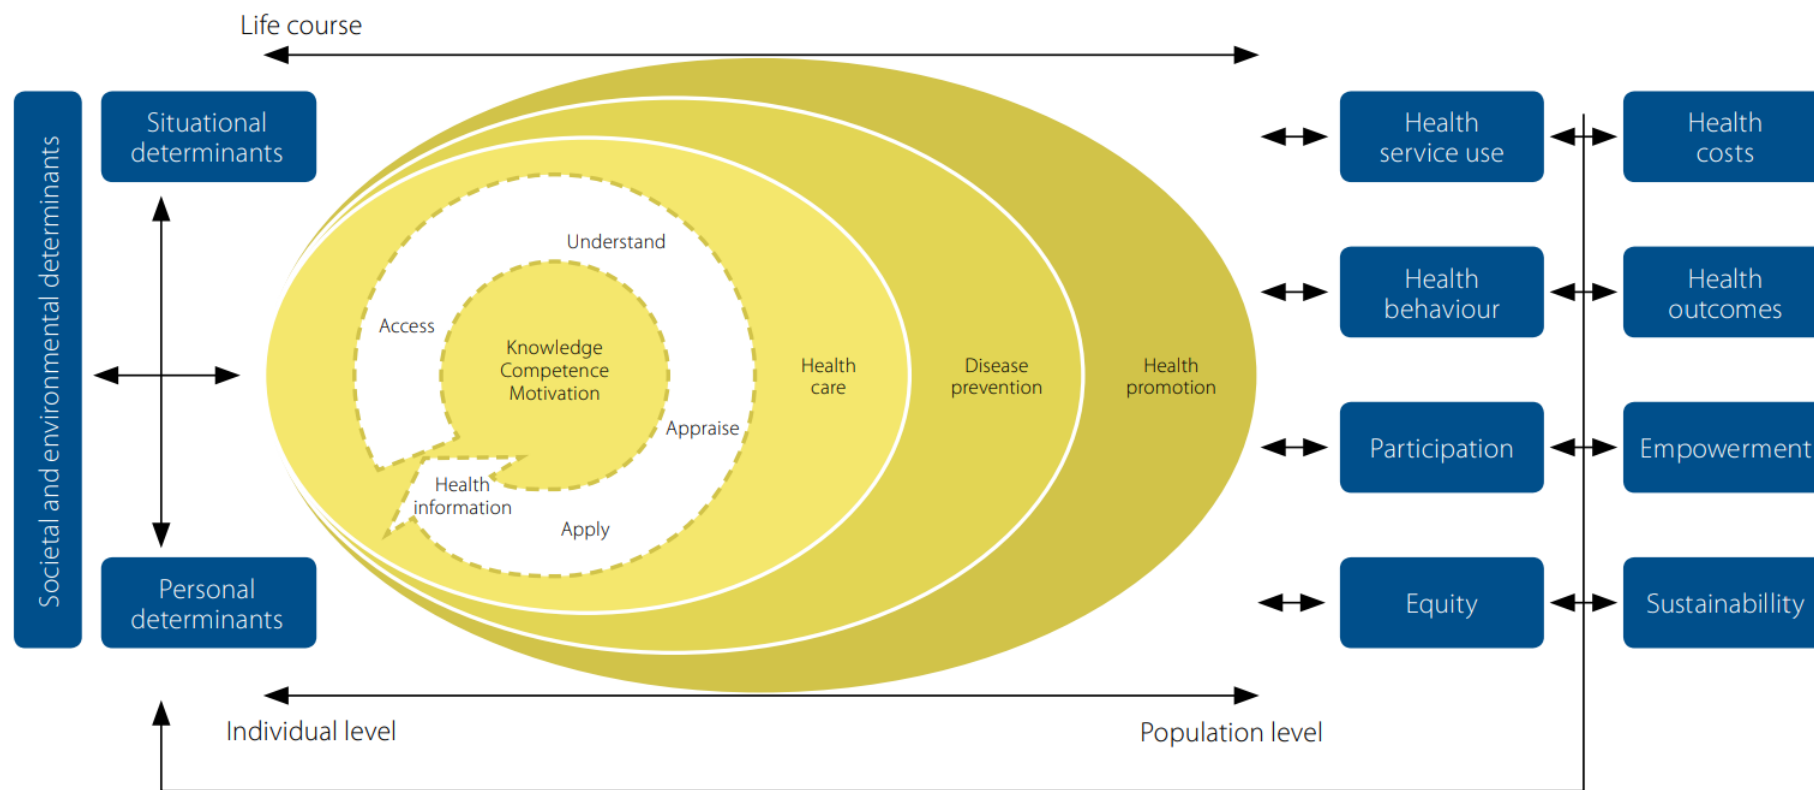 Life course
Societal and environmental determinants
Situational
determinants
Personal
determinants
Understand
Access
Knowledge
Competence
Motivation
Appraise
Health
information
Apply
Health
care
Disease
prevention
Health
promotion
Health
service use
Health
costs
Health
behaviour
Health
outcomes
Participation
Empowerment
Equity
Sustainabillity
Individual level
Population level